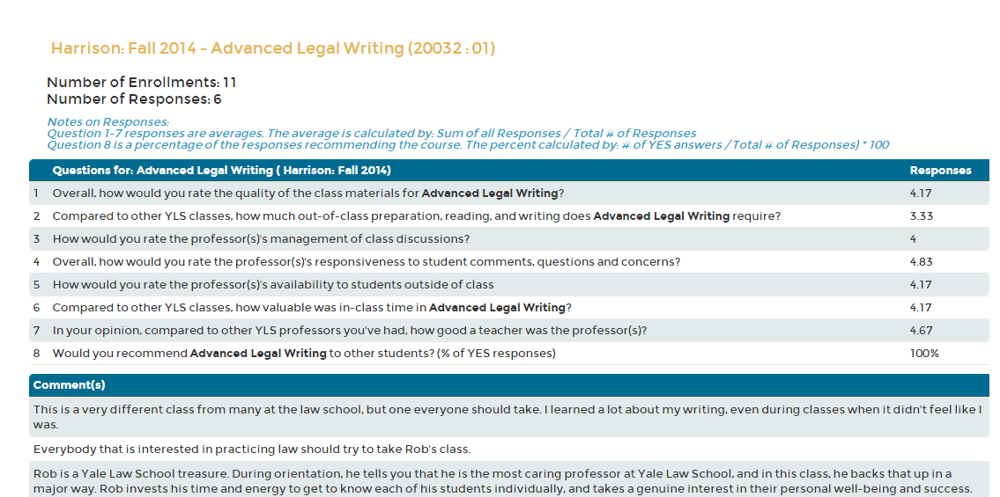 Harrison: Fall 2014 - Advanced Legal Writing (20032 : 01)
Number of Enrollments: 11
Number of Responses: 6
Notes on Responses:
Question 1-7 responses are averages. The average is calculated by: Sum of all Responses / Total # of Responses
Question 8 is a percentage of the responses recommending the course. The percent calculated by: # of YES answers / Total # of Responses) * 100
Questions for: Advanced Legal Writing ( Harrison: Fall 2014) Responses
1 Overall, how would you rate the quality of the class materials for Advanced Legal Writing? 4.17
2 Compared to other YLS classes, how much out-of-class preparation, reading, and writing does Advanced Legal Writing require? 3.33
3 How would you rate the professor(s)'s management of class discussions? 4
4 Overall, how would you rate the professor(s)'s responsiveness to student comments, questions and concerns? 4.83
5 How would you rate the professor(s)'s availability to students outside of class 4.17
6 Compared to other YLS classes, how valuable was in-class time in Advanced Legal Writing? 4.17
7 In your opinion, compared to other YLS professors you've had, how good a teacher was the professor(s)? 4.67
8 Would you recommend Advanced Legal Writing to other students? (% of YES responses) 100%
Comment(s)
This is a very different class from many at the law school, but one everyone should take. I learned a lot about my writing, even during classes when it didn't feel like I
was.
Everybody that is interested in practicing law should try to take Rob's class.
Rob is a Yale Law School treasure. During orientation, he tells you that he is the most caring professor at Yale Law School, and in this class, he backs that up in a
major way. Rob invests his time and energy to get to know each of his students individually, and takes a genuine interest in their personal well-being and success.